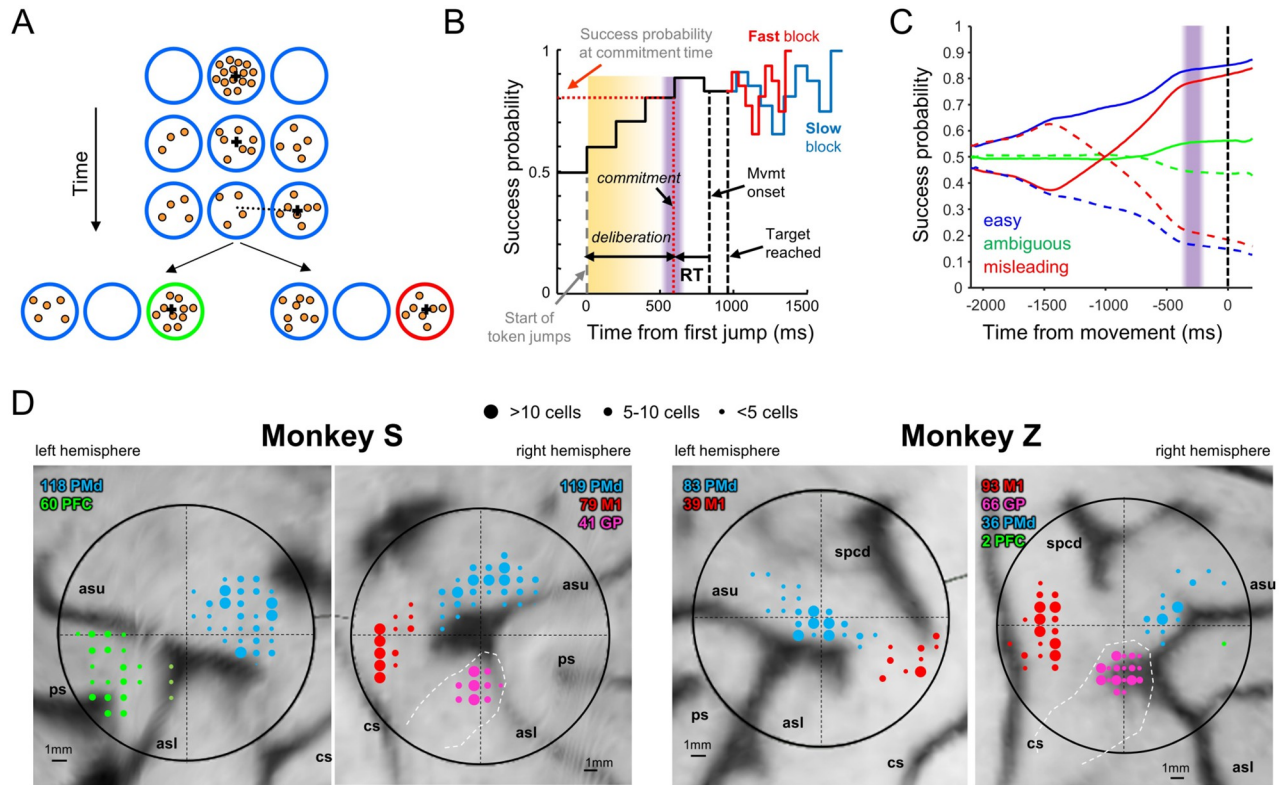 A
Time
B
Success probability
at commitment time
Fast block
1
Success probability
Slow
block
0.5
commitment
Mvmt
onset
deliberation
Target
reached
RT
0
Start of
token jumps
0
500
1000
1500
Time from first jump (ms)
C
1
0.9
0.8
0.7
0.6
0.5
0.4
0.3
0.2
0.1
0
Success probability
easy
ambiguous
misleading
-2000
-1500
-1000
-500
0
Time from movement (ms)
D
>10 cells
5-10 cells
<5 cells
Monkey S
left hemisphere
right hemisphere
118 PMd
60 PFC
asu
ps
asl
cs
1mm
119 PMd
79 M1
41 GP
asu
ps
cs
asl
1mm
Monkey Z
left hemisphere
right hemisphere
83 PMd
39 M1
spcd
asu
ps
asl
cs
1mm
93 M1
66 GP
36 PMd
2 PFC
spcd
asu
cs
asl
1mm